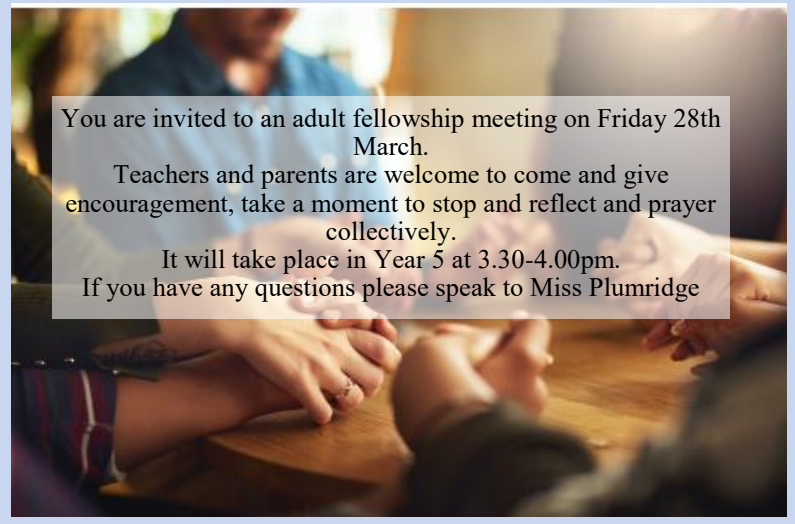 You are invited to an adult fellowship meeting on Friday 28th
March.
Teachers and parents are welcome to come and give
encouragement, take a moment to stop and reflect and prayer
collectively.
It will take place in Year 5 at 3.30-4.00pm.
If you have any questions please speak to Miss Plumridge